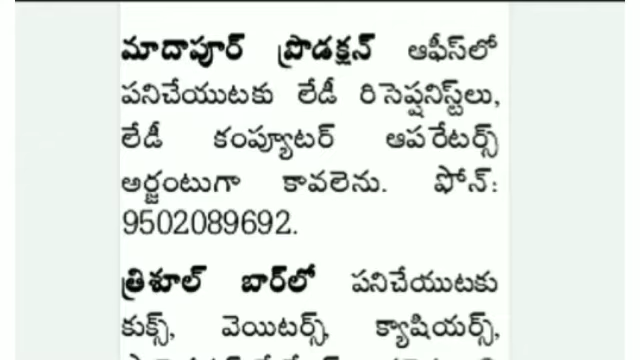 మాదాపూర్ ప్రొడక్షన్ ఆఫీస్‌లో
పనిచేయుటకు లేడీ రిసెప్షనిస్ట్‌లు,
లేడీ కంప్యూటర్ ఆపరేటర్స్
అర్జంటుగా కావలెను. ఫోన్:
9502089692.
త్రిశూల్ బార్‌లో పనిచేయుటకు
కుక్స్, వెయిటర్స్, క్యాషియర్స్,